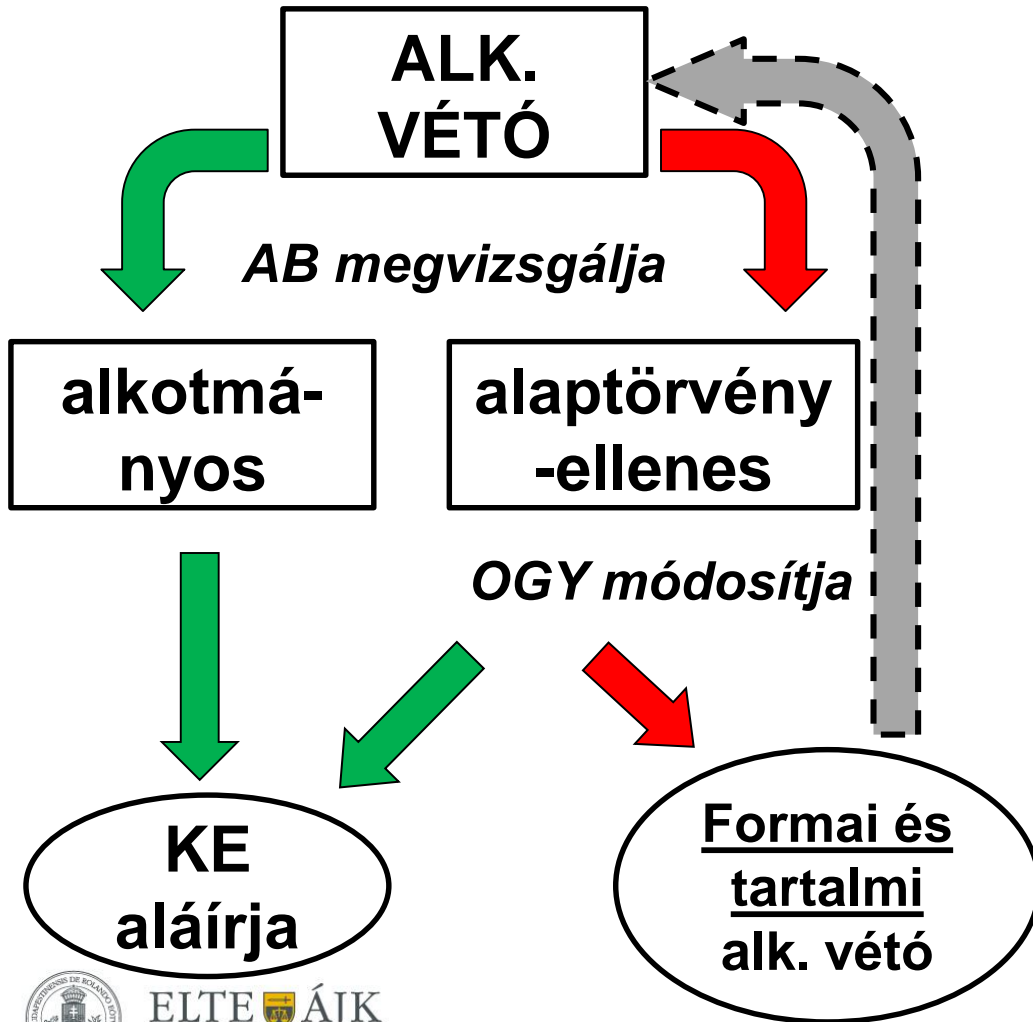 ALK.
VÉTÓ
AB megvizsgálja
alkotmá-
nyos
alaptörvény
-ellenes
OGY módosítja
KE
aláírja
Formai és
tartalmi
alk. vétó
ELTE ÁJK